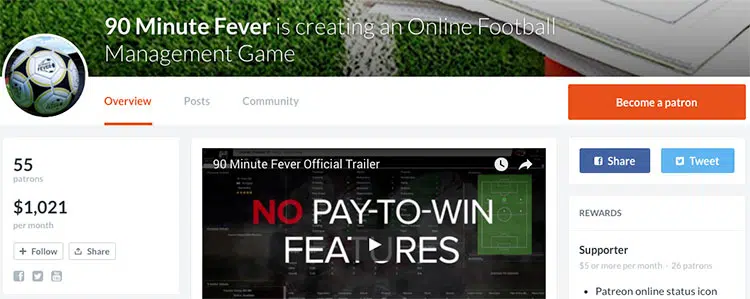 90 Minute Fever is creating an Online Football
Management Game
Overview
Posts
Community
Become a patron
55
patrons
$1,021
per month
Follow
Share
90 Minute Fever Official Trailer
NO PAY-TO-WIN
FEATURES
Share
Tweet
REWARDS
Supporter
$5 or more per month · 26 patrons
• Patreon online status icon